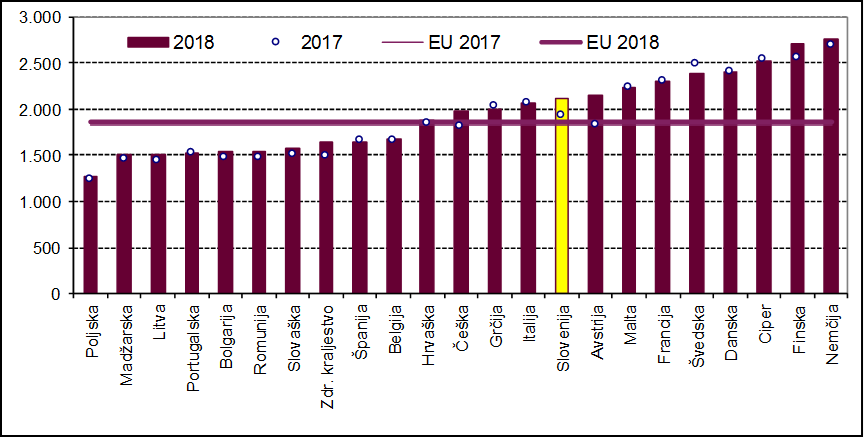 3.000
2.500
2.000
1.500
1.000
500
0
2018
2017
EU 2017
EU 2018
Poljska
Madžarska
Litva
Portugalska
Bolgarija
Romunija
Slovaška
Zdr. kraljestvo
Španija
Belgija
Hrvaška
Češka
Grčija
Italija
Slovenija
Avstrija
Malta
Francija
Švedska
Danska
Ciper
Finska
Nemčija